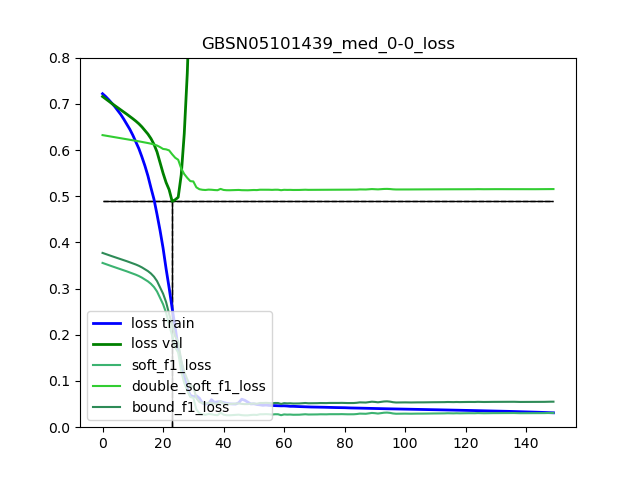 GBSN05101439_med_0-0_loss
0.8
0.7
0.6
0.5
0.4
0.3
0.2
0.1
0.0
loss train
loss val
soft_f1_loss
double_soft_f1_loss
bound_f1_loss
0 20 40 60 80 100 120 140